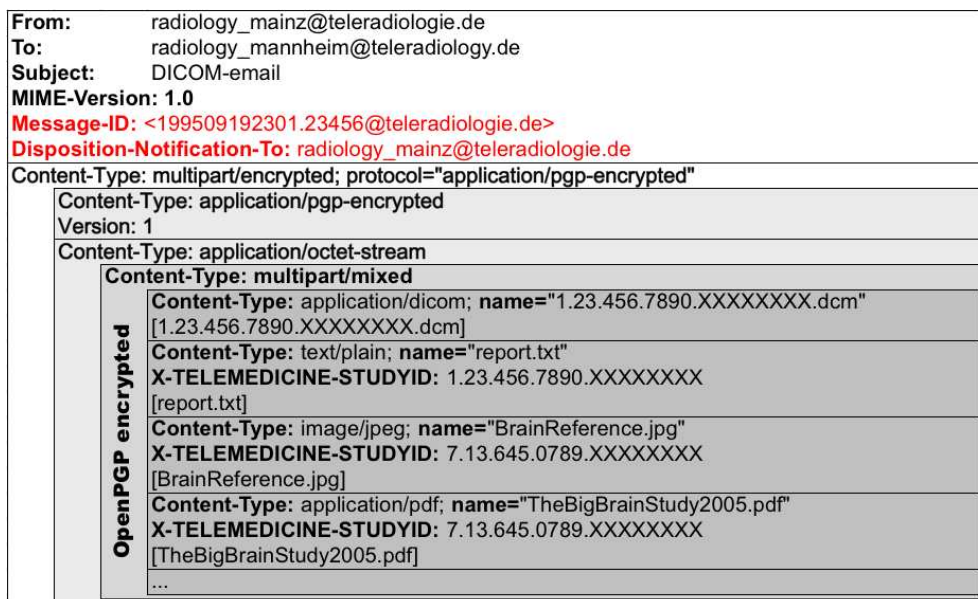 From: radiology_mainz@teleradiologie.de
To: radiology_mannheim@teleradiology.de
Subject: DICOM-email
MIME-Version: 1.0
Message-ID: <199509192301.23456@teleradiologie.de>
Disposition-Notification-To: radiology_mainz@teleradiologie.de
Content-Type: multipart/encrypted; protocol="application/pgp-encrypted"
Content-Type: application/pgp-encrypted
Version: 1
Content-Type: application/octet-stream
Content-Type: multipart/mixed
OpenPGP encrypted
Content-Type: application/dicom; name="1.23.456.7890.XXXXXXXX.dcm"
[1.23.456.7890.XXXXXXXX.dcm]
Content-Type: text/plain; name="report.txt"
X-TELEMEDICINE-STUDYID: 1.23.456.7890.XXXXXXXX
[report.txt]
Content-Type: image/jpeg; name="BrainReference.jpg"
X-TELEMEDICINE-STUDYID: 7.13.645.0789.XXXXXXXX
[BrainReference.jpg]
Content-Type: application/pdf; name="TheBigBrainStudy2005.pdf"
X-TELEMEDICINE-STUDYID: 7.13.645.0789.XXXXXXXX
[TheBigBrainStudy2005.pdf]
...